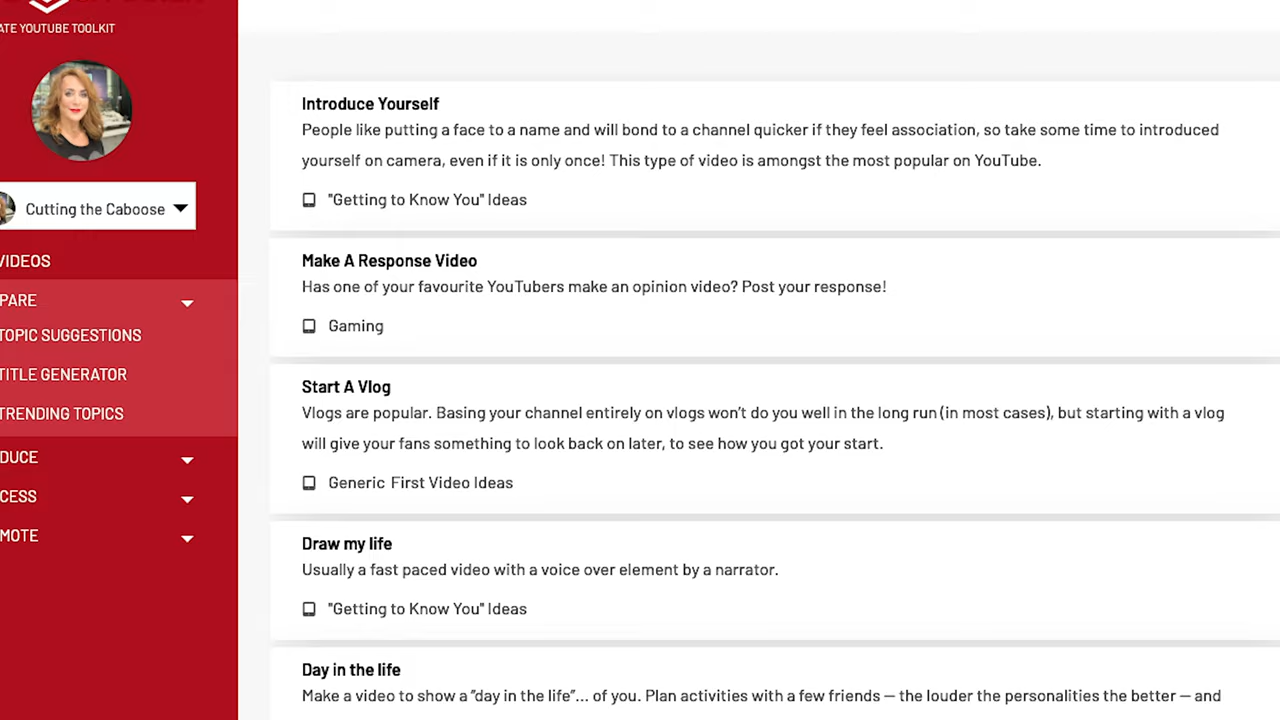 ATE YOUTUBE TOOLKIT
Cutting the Caboose
VIDEOS
PARE
TOPIC SUGGESTIONS
TITLE GENERATOR
TRENDING TOPICS
DUCE
CESS
MOTE
Introduce Yourself
People like putting a face to a name and will bond to a channel quicker if they feel association, so take some time to introduced
yourself on camera, even if it is only once! This type of video is amongst the most popular on YouTube.
"Getting to Know You" Ideas
Make A Response Video
Has one of your favourite YouTubers make an opinion video? Post your response!
Gaming
Start A Vlog
Vlogs are popular. Basing your channel entirely on vlogs won't do you well in the long run (in most cases), but starting with a vlog
will give your fans something to look back on later, to see how you got your start.
Generic First Video Ideas
Draw my life
Usually a fast paced video with a voice over element by a narrator.
"Getting to Know You" Ideas
Day in the life
Make a video to show a "day in the life"... of you. Plan activities with a few friends — the louder the personalities the better — and